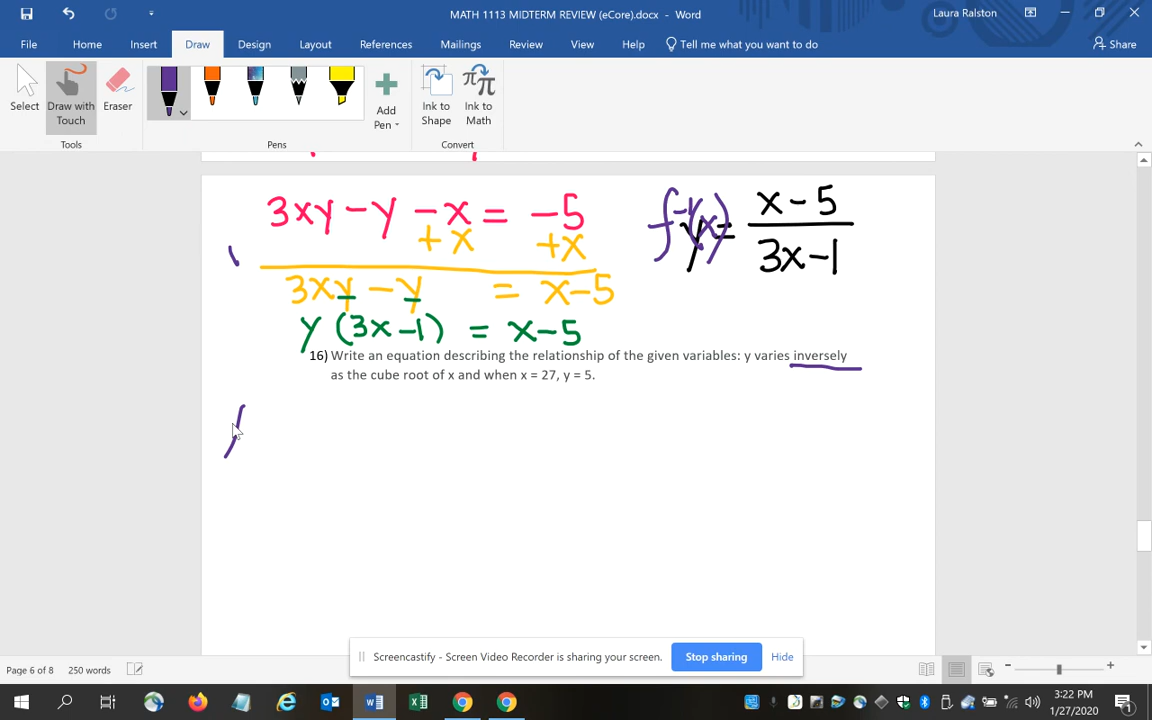 MATH 1113 MIDTERM REVIEW (eCore).docx - Word
Laura Ralston
File Home Insert Draw Design Layout References Mailings Review View Help Tell me what you want to do Share
Select Draw with Touch Eraser Add Pen Ink to Shape Ink to Math
Tools Pens Convert
3xy - y - x = -5
+ x + x
3xy - y = x - 5
y (3x - 1) = x - 5
f⁻¹(x) y = x - 5
3x - 1
16) Write an equation describing the relationship of the given variables: y varies inversely
as the cube root of x and when x = 27, y = 5.
Screencastify - Screen Video Recorder is sharing your screen. Stop sharing Hide
Page 6 of 8 250 words
3:22 PM
1/27/2020